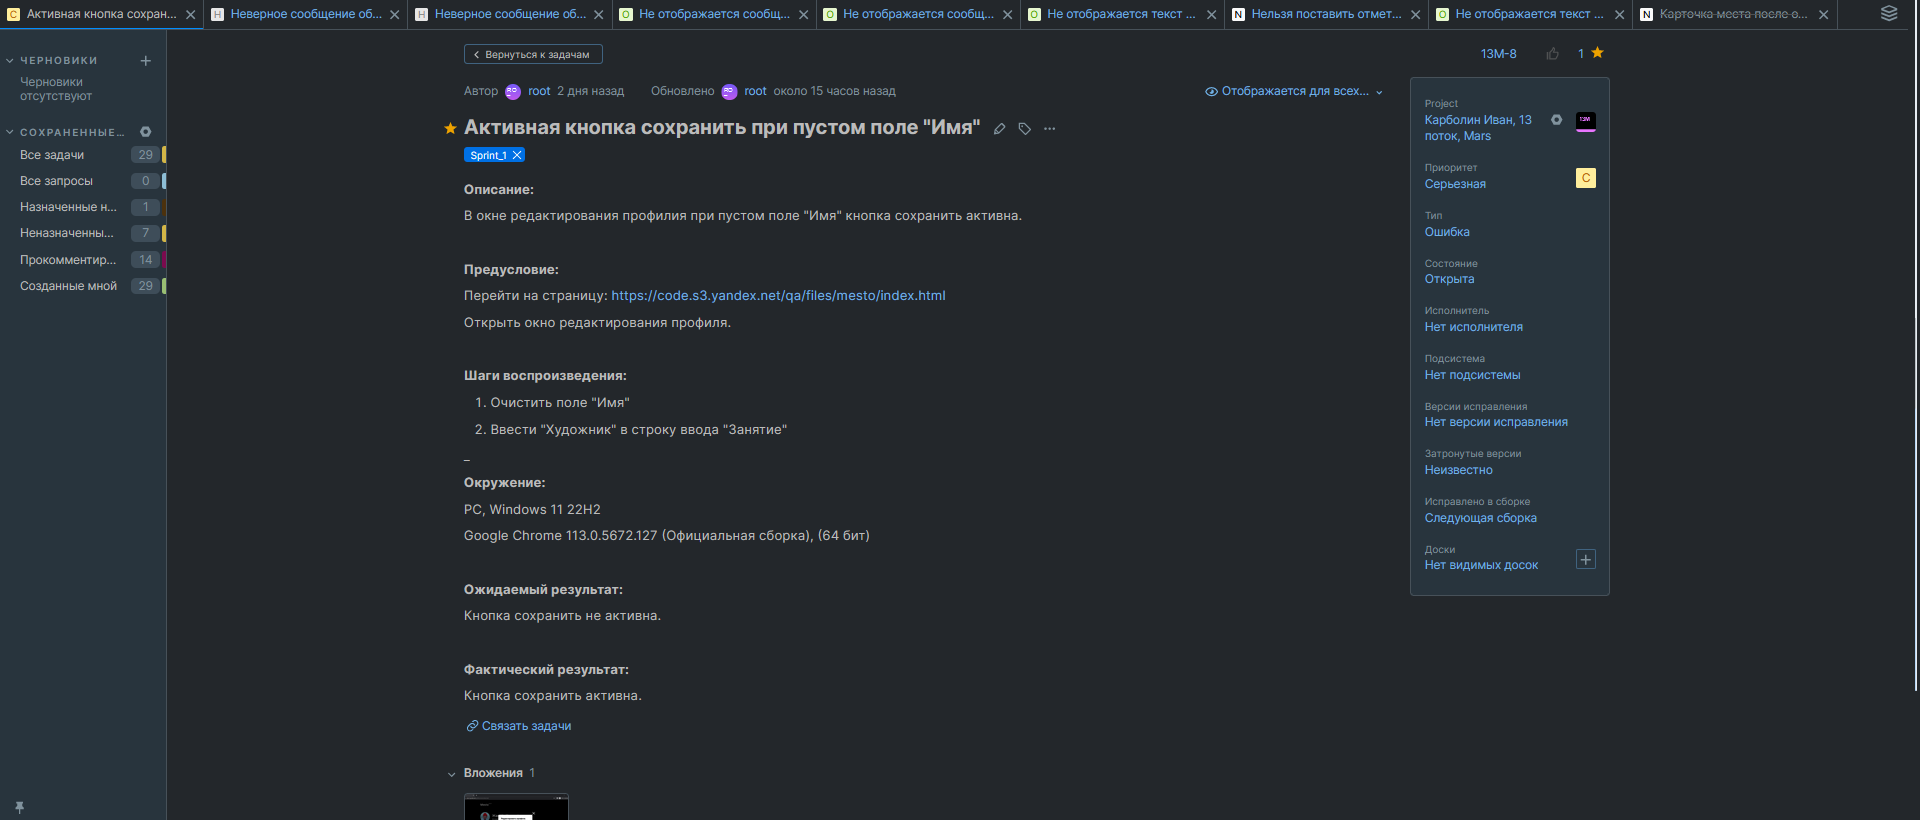 С Активная кнопка сохран...
Н Неверное сообщение об...
Н Неверное сообщение об...
О Не отображается сообщ...
О Не отображается сообщ...
О Не отображается текст ...
N Нельзя поставить отмет...
О Не отображается текст ...
N Карточка места после о...
ЧЕРНОВИКИ
Черновики
отсутствуют
СОХРАНЕННЫЕ...
Все задачи 29
Все запросы 0
Назначенные н... 1
Неназначенны... 7
Прокомментир... 14
Созданные мной 29
Вернуться к задачам
13M-8 1
Автор root 2 дня назад Обновлено root около 15 часов назад
Отображается для всех...
Активная кнопка сохранить при пустом поле "Имя"
Sprint_1
Описание:
В окне редактирования профилия при пустом поле "Имя" кнопка сохранить активна.
Предусловие:
Перейти на страницу: https://code.s3.yandex.net/qa/files/mesto/index.html
Открыть окно редактирования профиля.
Шаги воспроизведения:
1. Очистить поле "Имя"
2. Ввести "Художник" в строку ввода "Занятие"
_
Окружение:
PC, Windows 11 22H2
Google Chrome 113.0.5672.127 (Официальная сборка), (64 бит)
Ожидаемый результат:
Кнопка сохранить не активна.
Фактический результат:
Кнопка сохранить активна.
Связать задачи
Вложения 1
Project
Карболин Иван, 13
поток, Mars
13M
Приоритет
Серьезная
С
Тип
Ошибка
Состояние
Открыта
Исполнитель
Нет исполнителя
Подсистема
Нет подсистемы
Версии исправления
Нет версии исправления
Затронутые версии
Неизвестно
Исправлено в сборке
Следующая сборка
Доски
Нет видимых досок